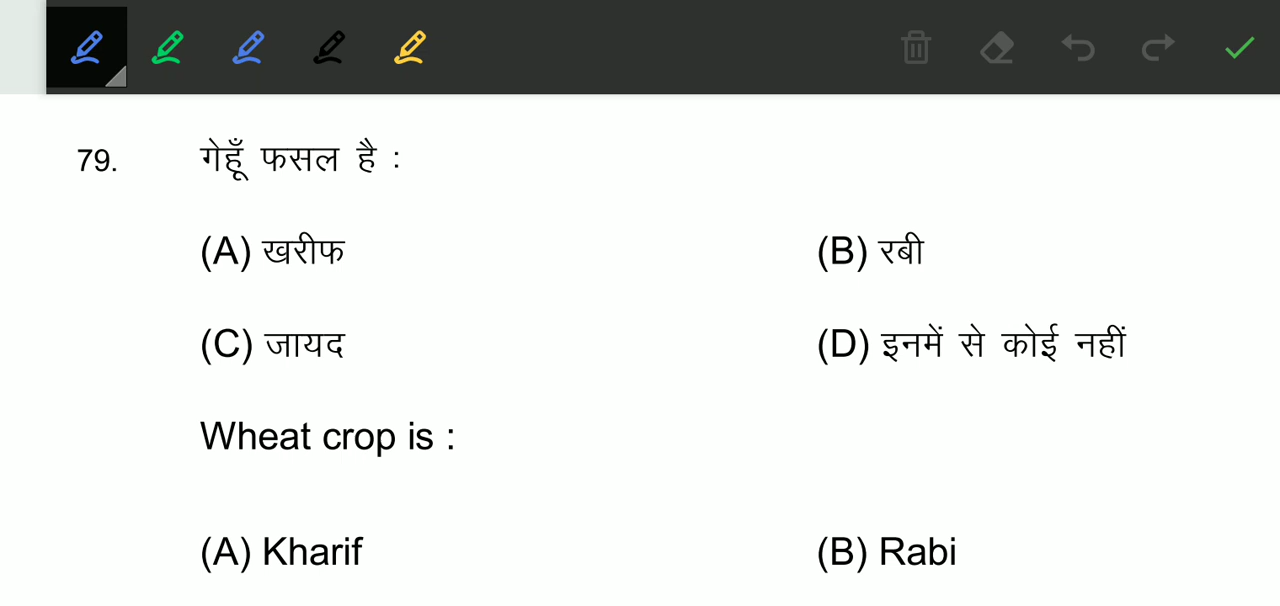 79. गेहूँ फसल है :
(A) खरीफ (B) रबी
(C) जायद (D) इनमें से कोई नहीं
Wheat crop is :
(A) Kharif (B) Rabi